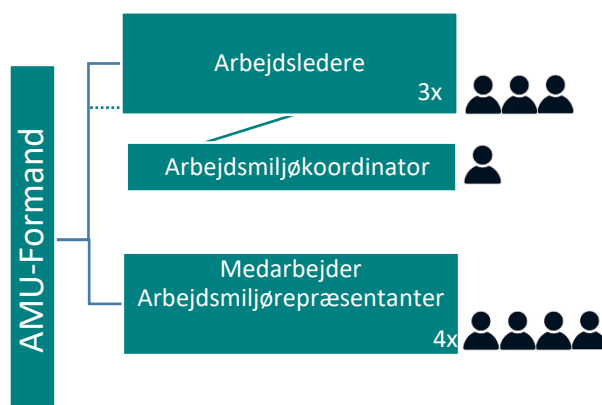 AMU-Formand
Arbejdsledere
3x
Arbejdsmiljøkoordinator
Medarbejder
Arbejdsmiljørepræsentanter
4x